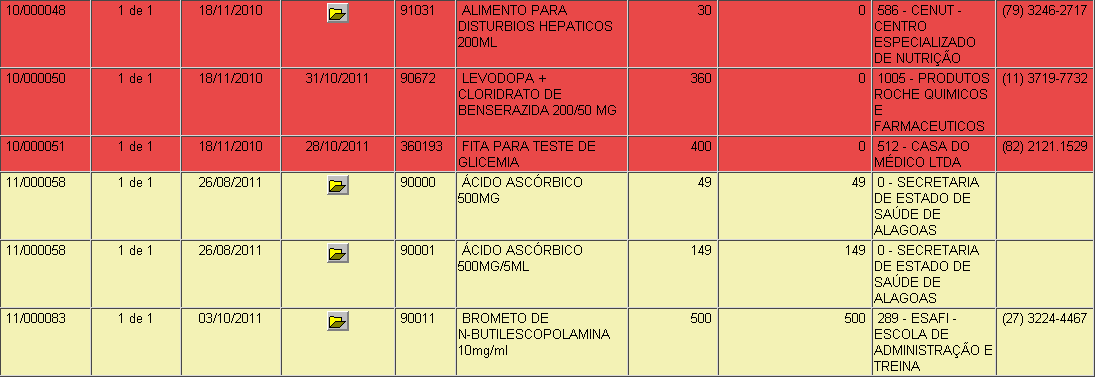 10/000048 1 de 1 18/11/2010 91031 ALIMENTO PARA 30 0 586 - CENUT - (79) 3246-2717
DISTURBIOS HEPATICOS CENTRO
200ML ESPECIALIZADO
DE NUTRIÇÃO
10/000050 1 de 1 18/11/2010 31/10/2011 90672 LEVODOPA + 360 0 1005 - PRODUTOS (11) 3719-7732
CLORIDRATO DE ROCHE QUIMICOS
BENSERAZIDA 200/50 MG E
FARMACEUTICOS
10/000051 1 de 1 18/11/2010 28/10/2011 360193 FITA PARA TESTE DE 400 0 512 - CASA DO (82) 2121.1529
GLICEMIA MÉDICO LTDA
11/000058 1 de 1 26/08/2011 90000 ÁCIDO ASCÓRBICO 49 49 0 - SECRETARIA
500MG DE ESTADO DE
SAÚDE DE
ALAGOAS
11/000058 1 de 1 26/08/2011 90001 ÁCIDO ASCÓRBICO 149 149 0 - SECRETARIA
500MG/5ML DE ESTADO DE
SAÚDE DE
ALAGOAS
11/000083 1 de 1 03/10/2011 90011 BROMETO DE 500 500 289 - ESAFI - (27) 3224-4467
N-BUTILESCOPOLAMINA ESCOLA DE
10mg/ml ADMINISTRAÇÃO E
TREINA